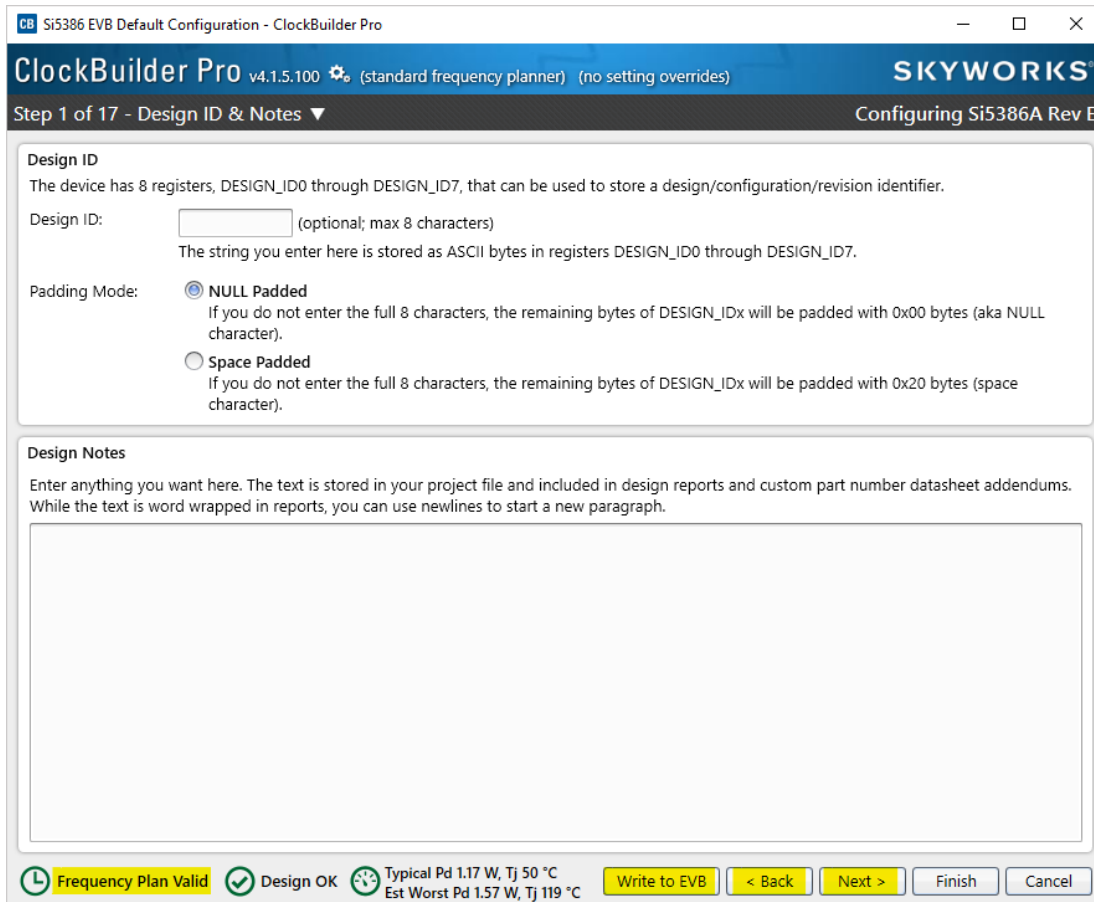 CB Si5386 EVB Default Configuration - ClockBuilder Pro
ClockBuilder Pro v4.1.5.100 (standard frequency planner) (no setting overrides) SKYWORKS®
Step 1 of 17 - Design ID & Notes ▼ Configuring Si5386A Rev E
Design ID
The device has 8 registers, DESIGN_ID0 through DESIGN_ID7, that can be used to store a design/configuration/revision identifier.
Design ID: (optional; max 8 characters)
The string you enter here is stored as ASCII bytes in registers DESIGN_ID0 through DESIGN_ID7.
Padding Mode: NULL Padded
If you do not enter the full 8 characters, the remaining bytes of DESIGN_IDx will be padded with 0x00 bytes (aka NULL
character).
Space Padded
If you do not enter the full 8 characters, the remaining bytes of DESIGN_IDx will be padded with 0x20 bytes (space
character).
Design Notes
Enter anything you want here. The text is stored in your project file and included in design reports and custom part number datasheet addendums.
While the text is word wrapped in reports, you can use newlines to start a new paragraph.
Frequency Plan Valid Design OK Typical Pd 1.17 W, Tj 50 °C
Est Worst Pd 1.57 W, Tj 119 °C
Write to EVB < Back Next > Finish Cancel